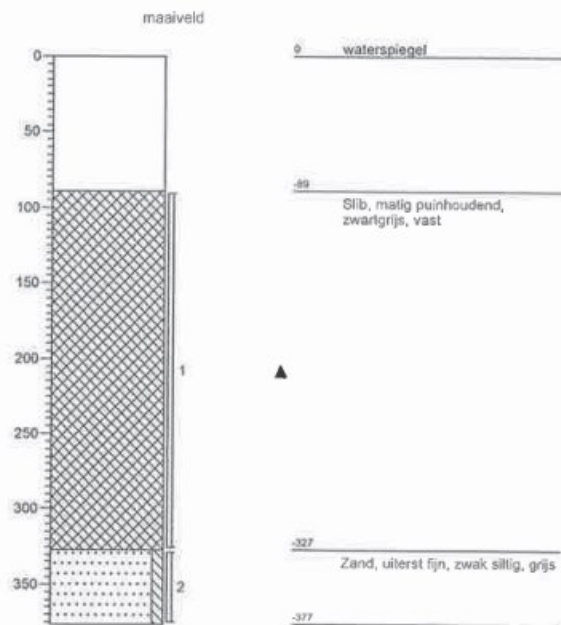 maaiveld
0
0 waterspiegel
50
-89
Slib, matig puinhoudend,
zwartgrijs, vast
100
150
200
1
250
300
-327
Zand, uiterst fijn, zwak siltig, grijs
350
2
-377